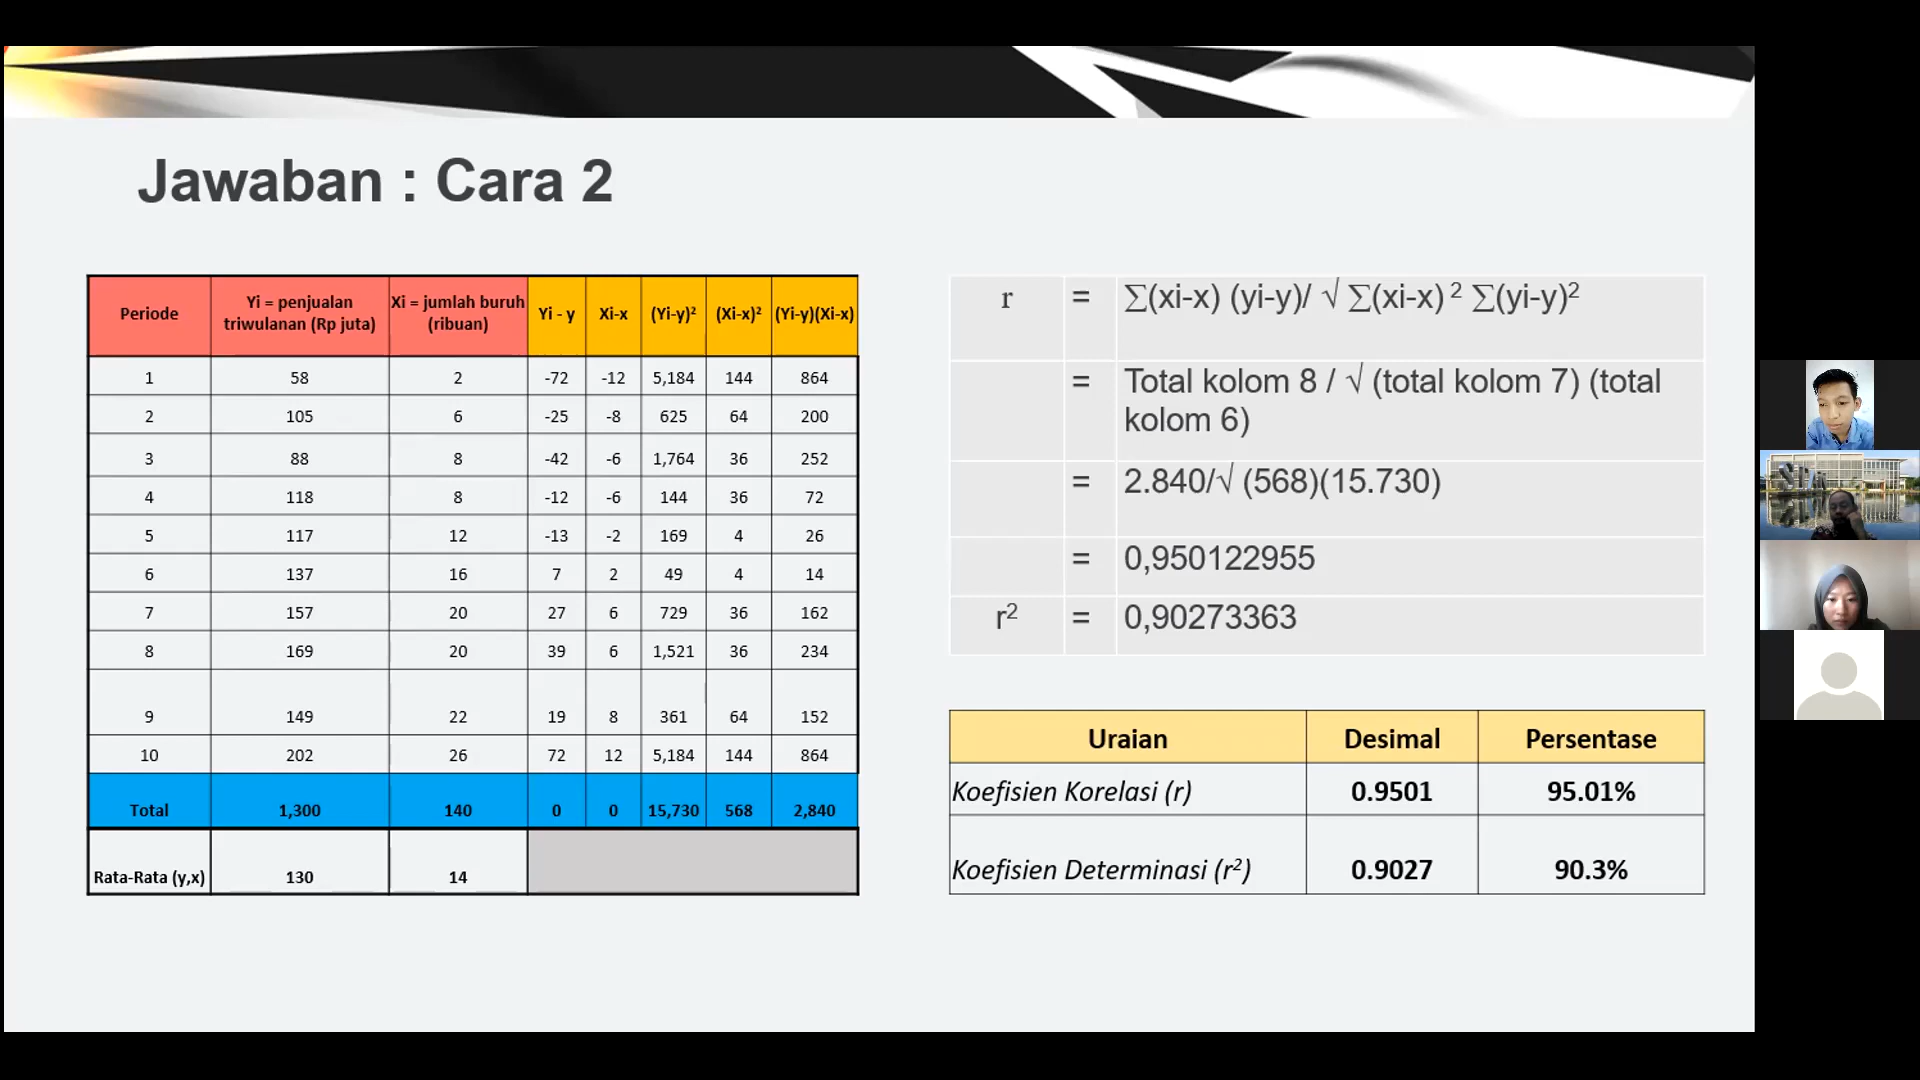 Jawaban : Cara 2
Periode Yi = penjualan triwulanan (Rp juta) Xi = jumlah buruh (ribuan) Yi - y Xi-x (Yi-y)² (Xi-x)² (Yi-y)(Xi-x)
1 58 2 -72 -12 5,184 144 864
2 105 6 -25 -8 625 64 200
3 88 8 -42 -6 1,764 36 252
4 118 8 -12 -6 144 36 72
5 117 12 -13 -2 169 4 26
6 137 16 7 2 49 4 14
7 157 20 27 6 729 36 162
8 169 20 39 6 1,521 36 234
9 149 22 19 8 361 64 152
10 202 26 72 12 5,184 144 864
Total 1,300 140 0 0 15,730 568 2,840
Rata-Rata (y,x) 130 14
r = ∑(xi-x) (yi-y)/ √ ∑(xi-x) ² ∑(yi-y)²
= Total kolom 8 / √ (total kolom 7) (total
kolom 6)
= 2.840/√ (568)(15.730)
= 0,950122955
r² = 0,90273363
Uraian Desimal Persentase
Koefisien Korelasi (r) 0.9501 95.01%
Koefisien Determinasi (r²) 0.9027 90.3%